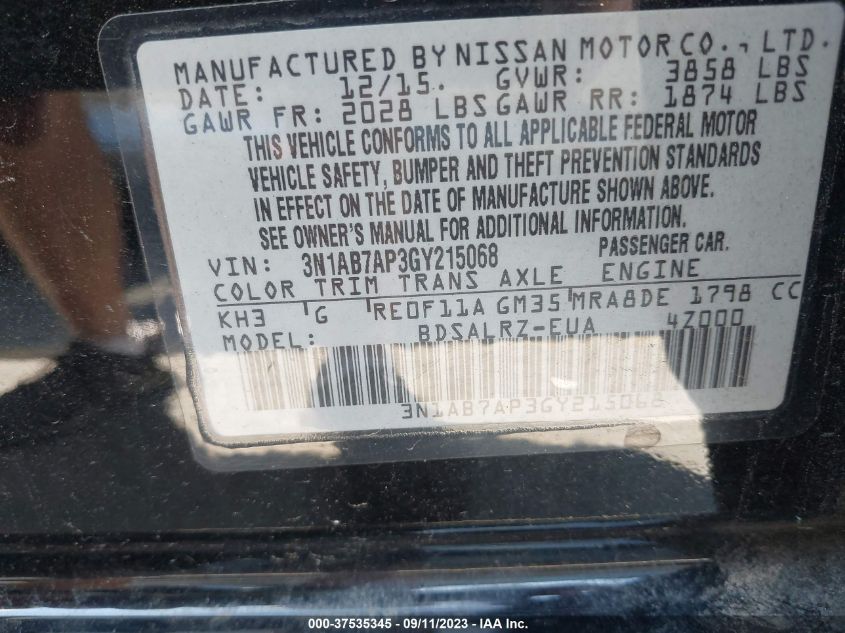 MANUFACTURED BY NISSAN MOTOR CO., LTD.
DATE: 12/15. GVWR: 3858 LBS
GAWR FR: 2028 LBS GAWR RR: 1874 LBS
THIS VEHICLE CONFORMS TO ALL APPLICABLE FEDERAL MOTOR
VEHICLE SAFETY, BUMPER AND THEFT PREVENTION STANDARDS
IN EFFECT ON THE DATE OF MANUFACTURE SHOWN ABOVE.
SEE OWNER'S MANUAL FOR ADDITIONAL INFORMATION.
VIN: 3N1AB7AP3GY215068 PASSENGER CAR.
COLOR TRIM TRANS AXLE ENGINE
KH3 G RE0F11A GM35 MRA8DE 1798 CC
MODEL: BDSALRZ-EUA 4Z000
3N1AB7AP3GY215068
000-37535345 - 09/11/2023 - IAA Inc.